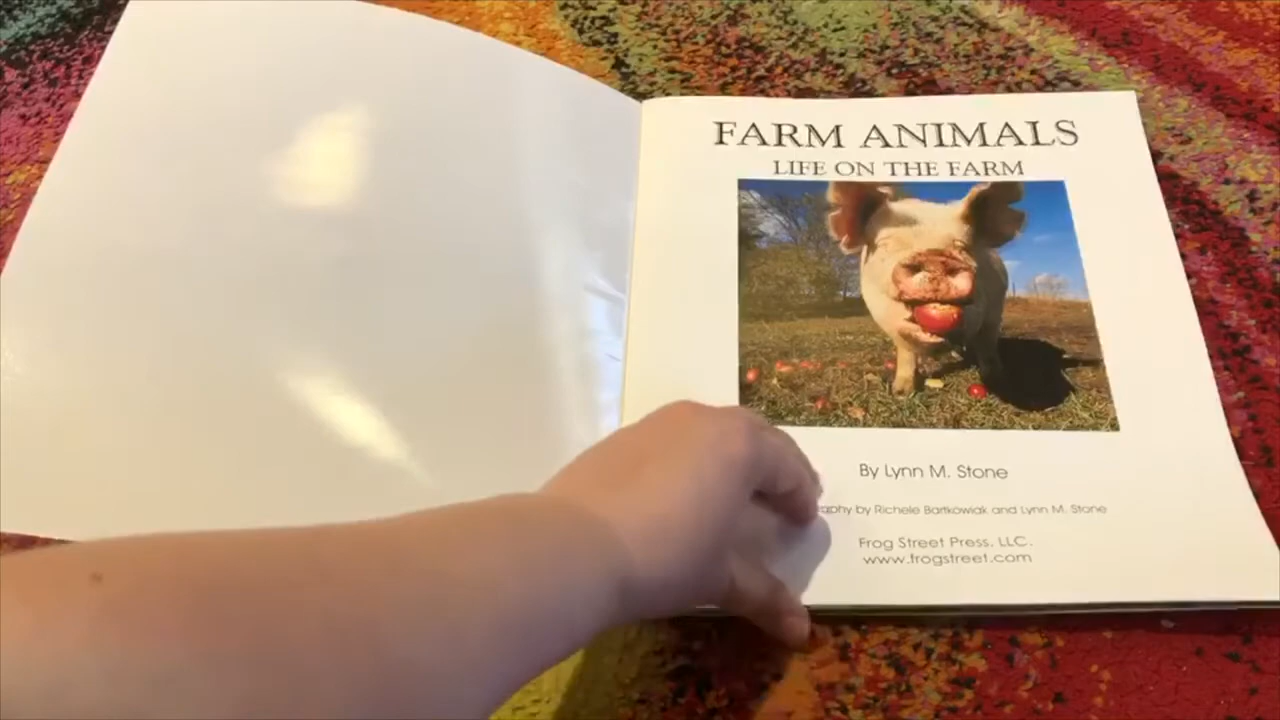 FARM ANIMALS
LIFE ON THE FARM
By Lynn M. Stone
by Richele Bartkowiak and Lynn M. Stone
Frog Street Press, LLC.
www.frogstreet.com